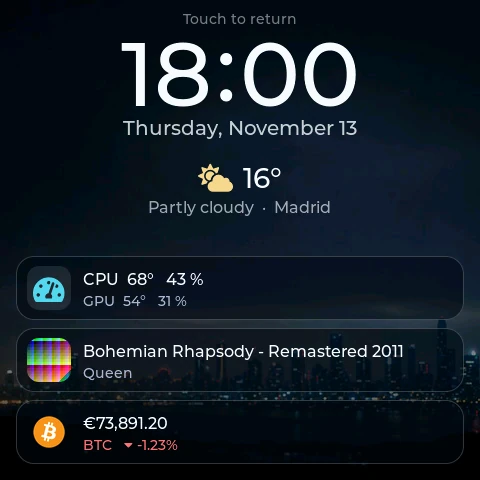 Touch to return
18:00
Thursday, November 13
16°
Partly cloudy · Madrid
CPU 68° 43 %
GPU 54° 31 %
Bohemian Rhapsody - Remastered 2011
Queen
€73,891.20
BTC ▼ -1.23%